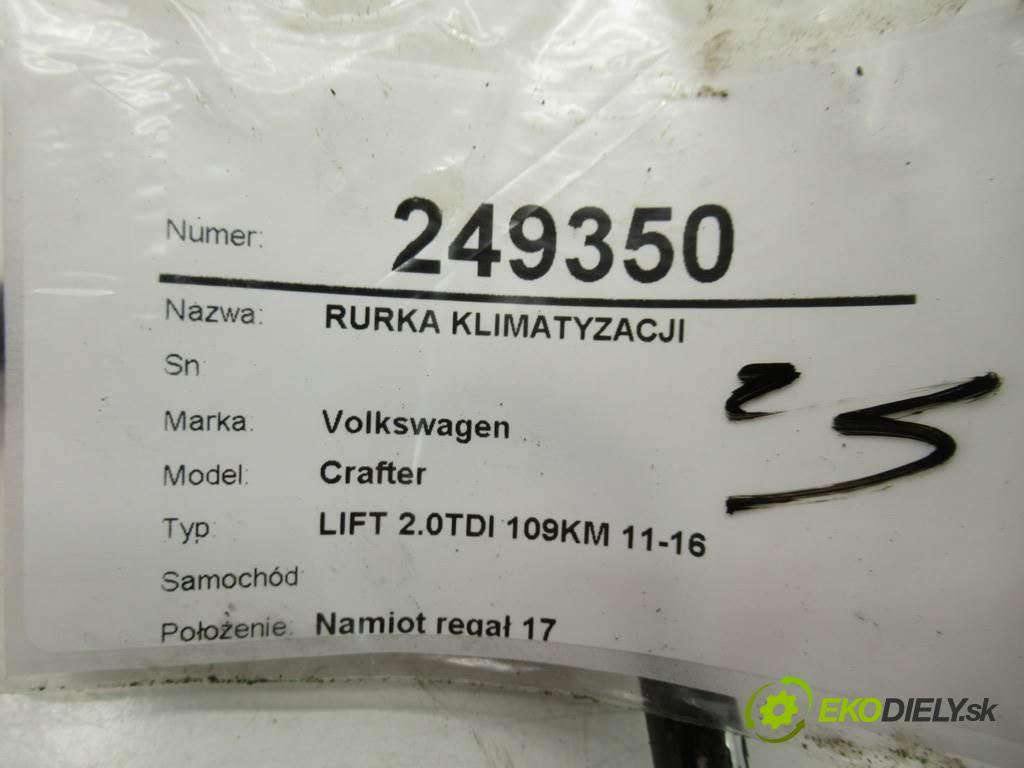 Numer: 249350
Nazwa: RURKA KLIMATYZACJI
Sn
Marka: Volkswagen
Model: Crafter
Typ LIFT 2.0TDI 109KM 11-16
Samochód
Położenie: Namiot regał 17
25
EKODIELY.sk